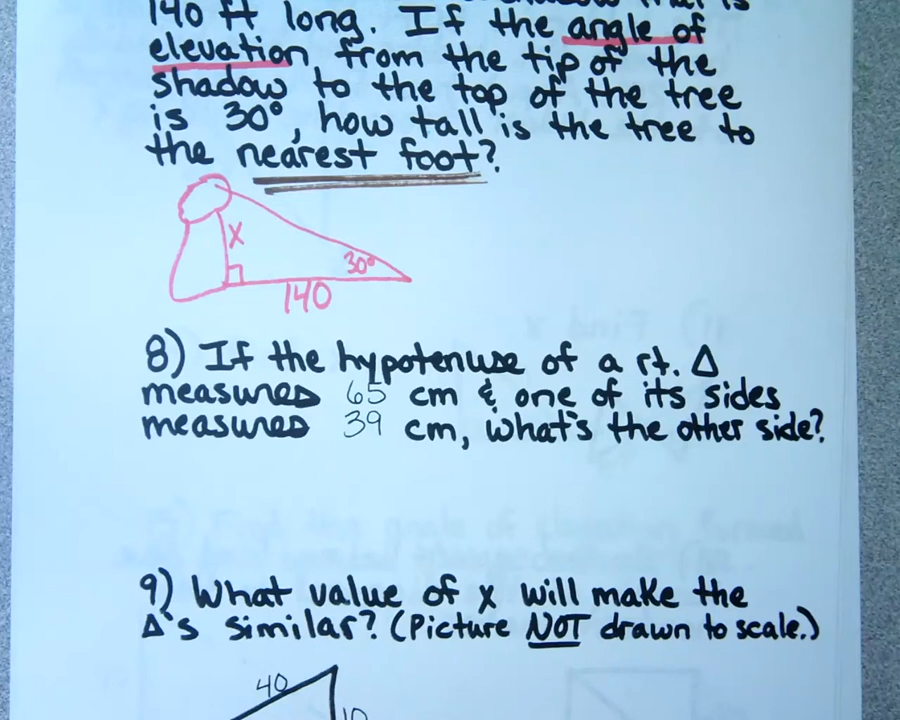 140 ft long. If the angle of
elevation from the tip of the
shadow to the top of the tree
is 30°, how tall is the tree to
the nearest foot?
x
30°
140
8) If the hypotenuse of a rt. Δ
measures 65 cm & one of its sides
measures 39 cm, what's the other side?
9) What value of x will make the
Δ's similar? (Picture NOT drawn to scale.)
40
10